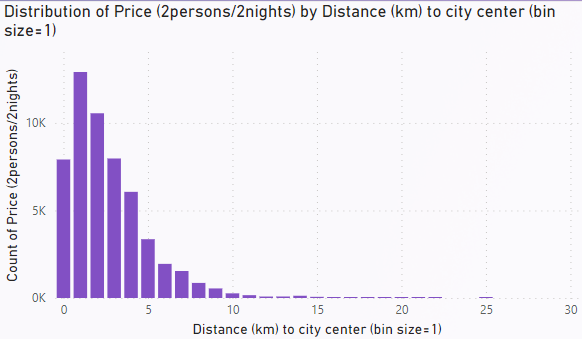 Distribution of Price (2persons/2nights) by Distance (km) to city center (bin
size=1)
Count of Price (2persons/2nights)
10K
5K
0K
0 5 10 15 20 25 30
Distance (km) to city center (bin size=1)